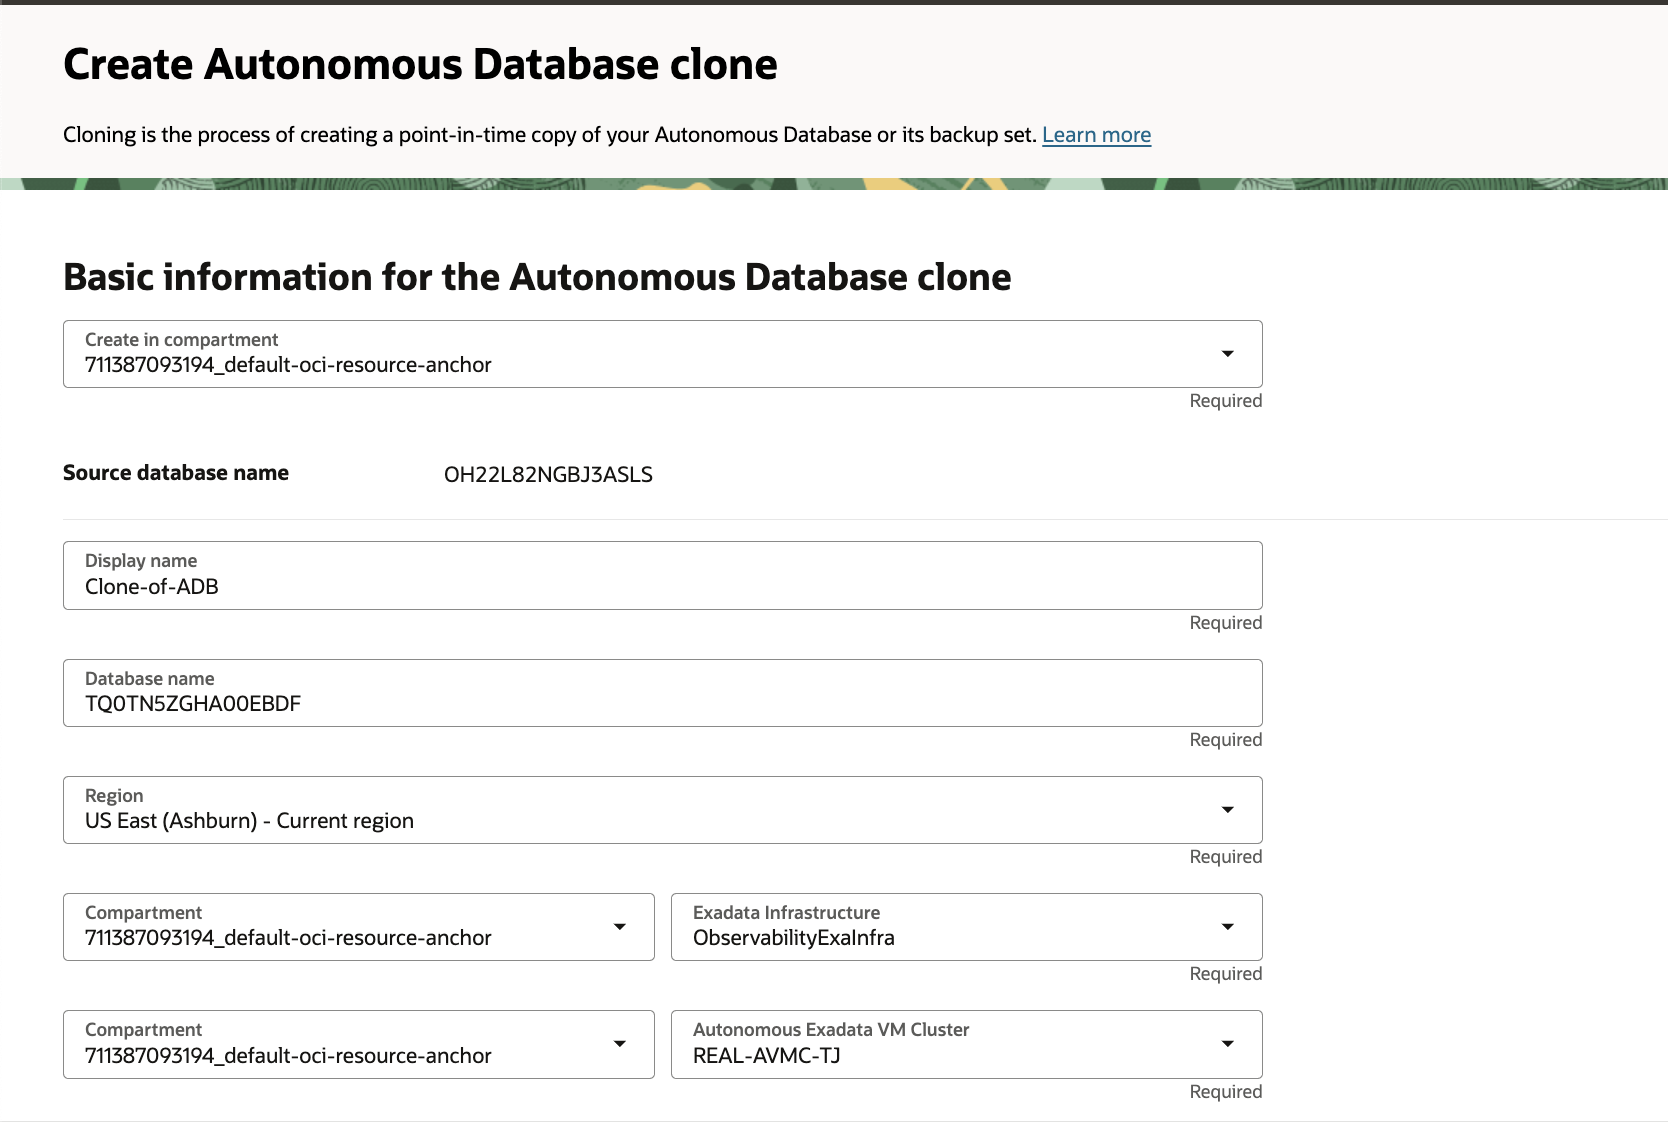 Create Autonomous Database clone
Cloning is the process of creating a point-in-time copy of your Autonomous Database or its backup set. Learn more
Basic information for the Autonomous Database clone
Create in compartment
711387093194_default-oci-resource-anchor
Required
Source database name OH22L82NGBJ3ASLS
Display name
Clone-of-ADB
Required
Database name
TQ0TN5ZGHA00EBDF
Required
Region
US East (Ashburn) - Current region
Required
Compartment
711387093194_default-oci-resource-anchor
Exadata Infrastructure
ObservabilityExaInfra
Required
Compartment
711387093194_default-oci-resource-anchor
Autonomous Exadata VM Cluster
REAL-AVMC-TJ
Required